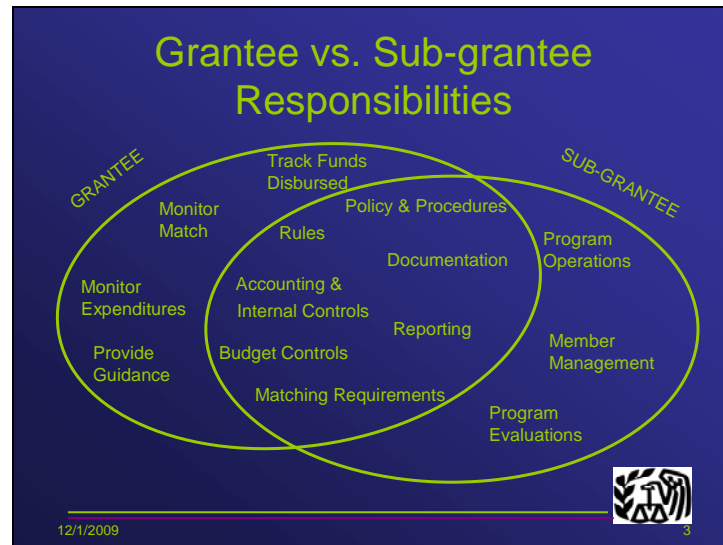 Grantee vs. Sub-grantee
Responsibilities
GRANTEE
SUB-GRANTEE
Track Funds
Disbursed
Monitor
Match
Monitor
Expenditures
Provide
Guidance
Policy & Procedures
Rules
Documentation
Accounting &
Internal Controls
Reporting
Budget Controls
Matching Requirements
Program
Operations
Member
Management
Program
Evaluations
12/1/2009
3